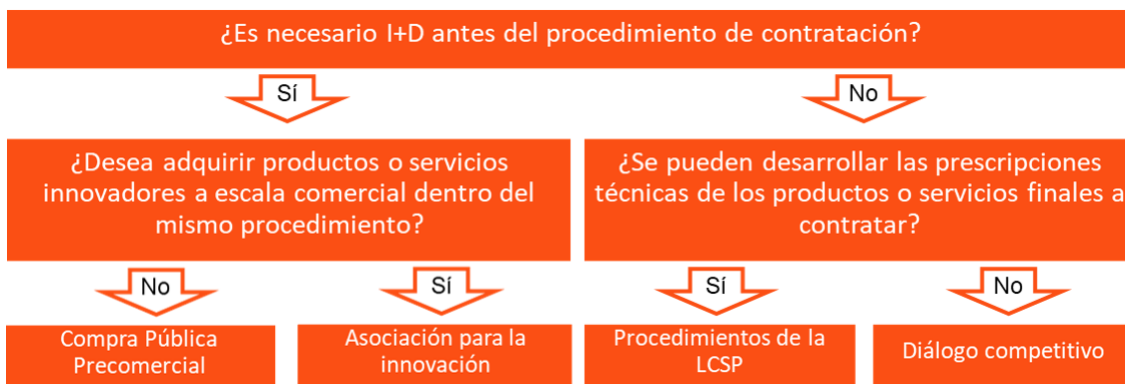 ¿Es necesario I+D antes del procedimiento de contratación?
Sí
No
¿Desea adquirir productos o servicios
innovadores a escala comercial dentro del
mismo procedimiento?
¿Se pueden desarrollar las prescripciones
técnicas de los productos o servicios finales a
contratar?
No
Sí
Sí
No
Compra Pública
Precomercial
Asociación para la
innovación
Procedimientos de la
LCSP
Diálogo competitivo